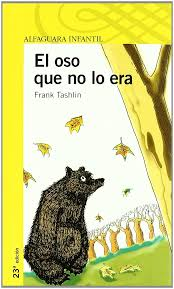 ALFAGUARA INFANTIL
El oso
que no lo era
Frank Tashlin
23ª edición